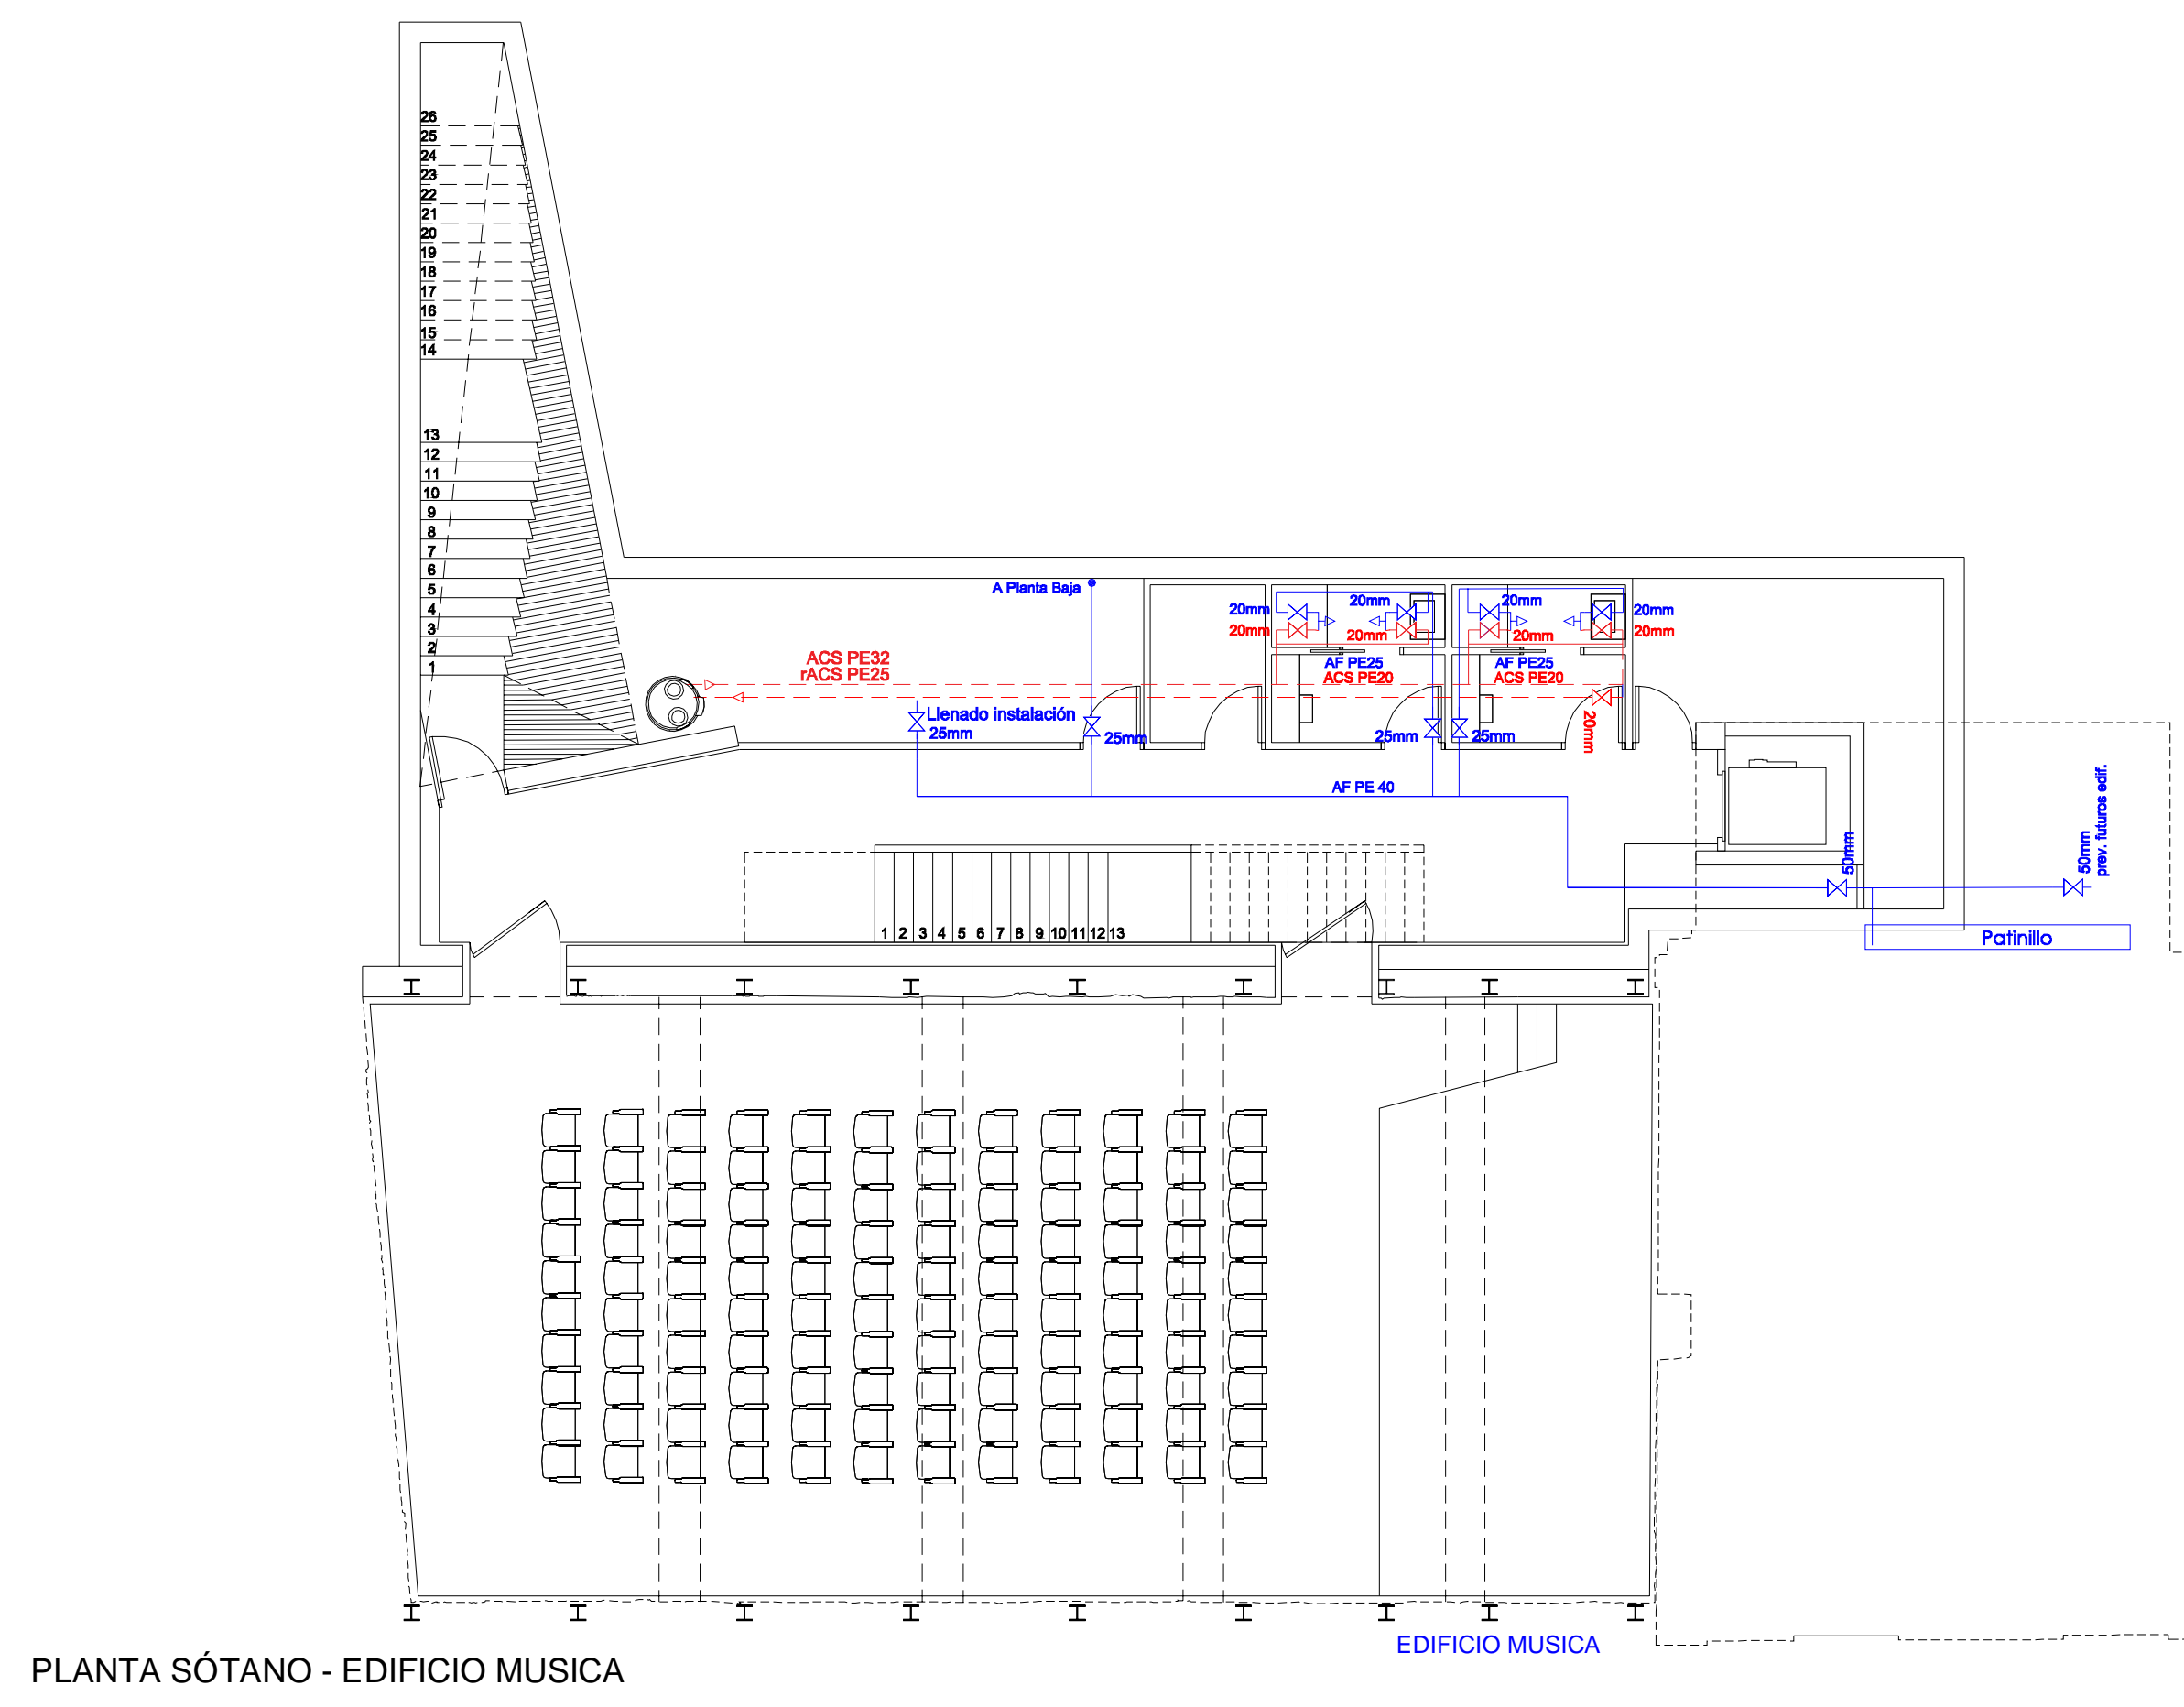 26
25
24
23
22
21
20
19
18
17
16
15
14
13
12
11
10
9
8
7
6
5
4
3
2
1
A Planta Baja
20mm
20mm
20mm
20mm
20mm
20mm
20mm
20mm
AF PE25
ACS PE20
AF PE25
ACS PE20
ACS PE32
rACS PE25
Llenado instalación
25mm
25mm
25mm
25mm
20mm
AF PE 40
50mm
50mm
prev. futuros edif.
1 2 3 4 5 6 7 8 9 10 11 12 13
Patinillo
EDIFICIO MUSICA
PLANTA SÓTANO - EDIFICIO MUSICA